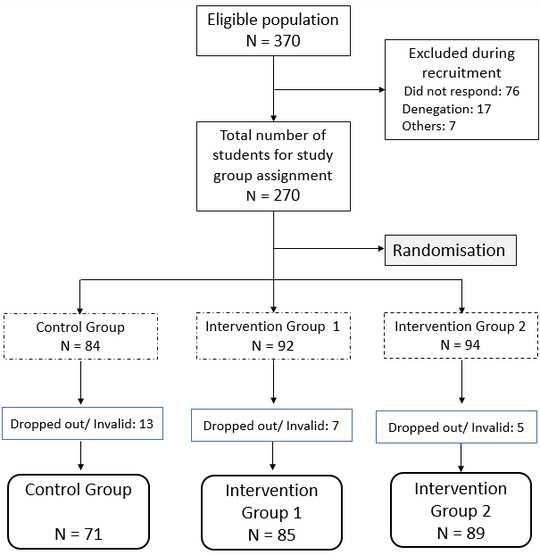 Eligible population
N = 370
Excluded during
recruitment
Did not respond: 76
Denegation: 17
Others: 7
Total number of
students for study
group assignment
N = 270
Randomisation
Control Group
N = 84
Intervention Group 1
N = 92
Intervention Group 2
N = 94
Dropped out/ Invalid: 13
Dropped out/ Invalid: 7
Dropped out/ Invalid: 5
Control Group
N = 71
Intervention
Group 1
N = 85
Intervention
Group 2
N = 89